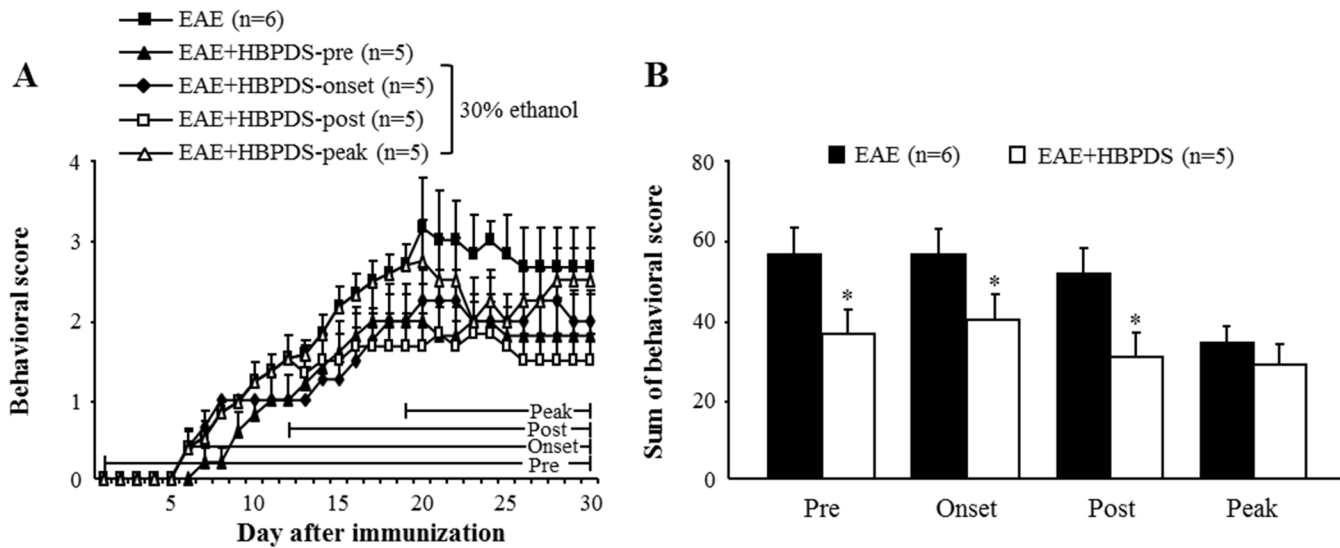 A
EAE (n=6)
EAE+HBPDS-pre (n=5)
EAE+HBPDS-onset (n=5)
EAE+HBPDS-post (n=5)
EAE+HBPDS-peak (n=5)
30% ethanol
Behavioral score
4
3
2
1
0
Peak
Post
Onset
Pre
5
10
15
20
25
30
Day after immunization
B
EAE (n=6)
EAE+HBPDS (n=5)
Sum of behavioral score
80
60
40
20
0
*
*
*
Pre
Onset
Post
Peak